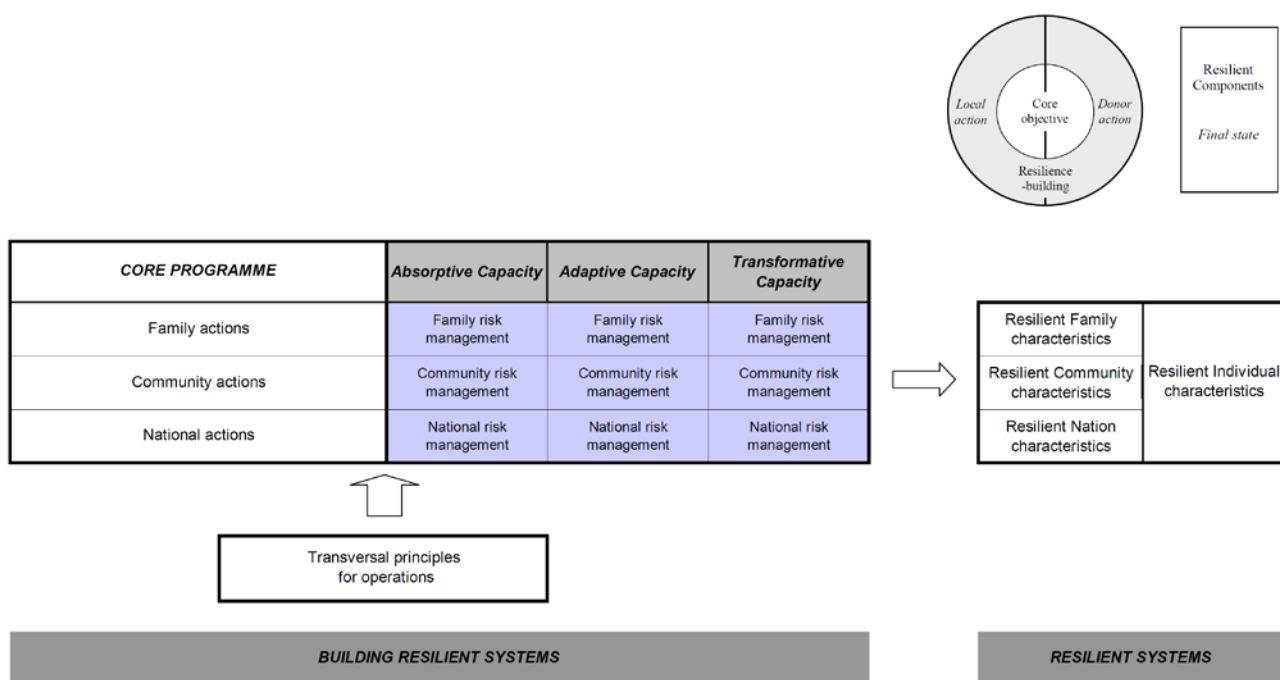 Local
action
Core
objective
Donor
action
Resilience
-building
Resilient
Components
Final state
CORE PROGRAMME
Absorptive Capacity
Adaptive Capacity
Transformative
Capacity
Family actions
Family risk
management
Family risk
management
Family risk
management
Community actions
Community risk
management
Community risk
management
Community risk
management
National actions
National risk
management
National risk
management
National risk
management
Resilient Family
characteristics
Resilient Community
characteristics
Resilient Nation
characteristics
Resilient Individual
characteristics
Transversal principles
for operations
BUILDING RESILIENT SYSTEMS
RESILIENT SYSTEMS